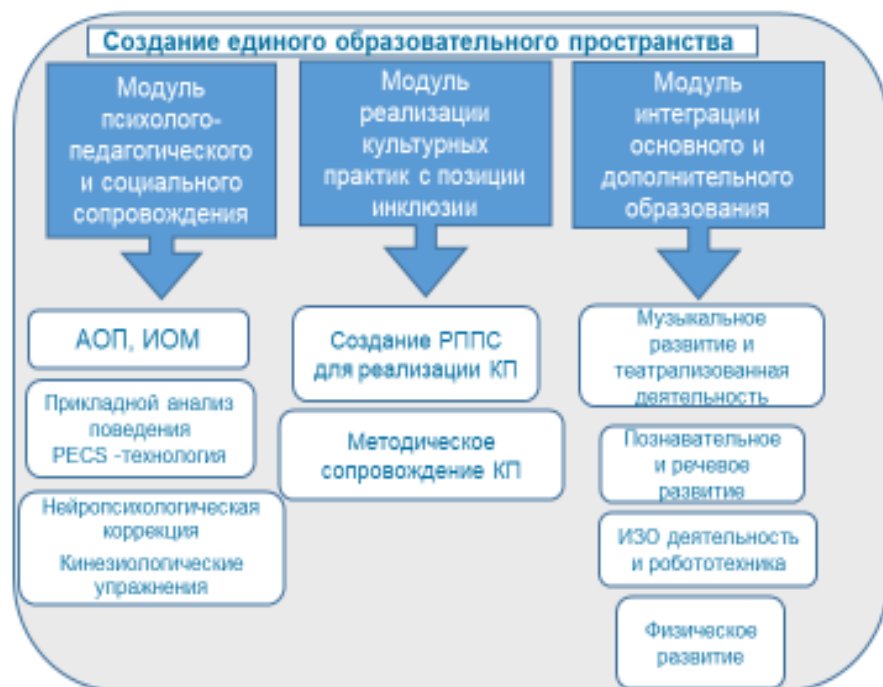 Создание единого образовательного пространства
Модуль
психолого-
педагогического
и социального
сопровождения
Модуль
реализации
культурных
практик с позиции
инклюзии
Модуль
интеграции
основного и
дополнительного
образования
АОП, ИОМ
Прикладной анализ
поведения
PECS -технология
Нейропсихологическая
коррекция
Кинезиологические
упражнения
Создание РППС
для реализации КП
Методическое
сопровождение КП
Музыкальное
развитие и
театрализованная
деятельность
Познавательное
и речевое
развитие
ИЗО деятельность
и робототехника
Физическое
развитие